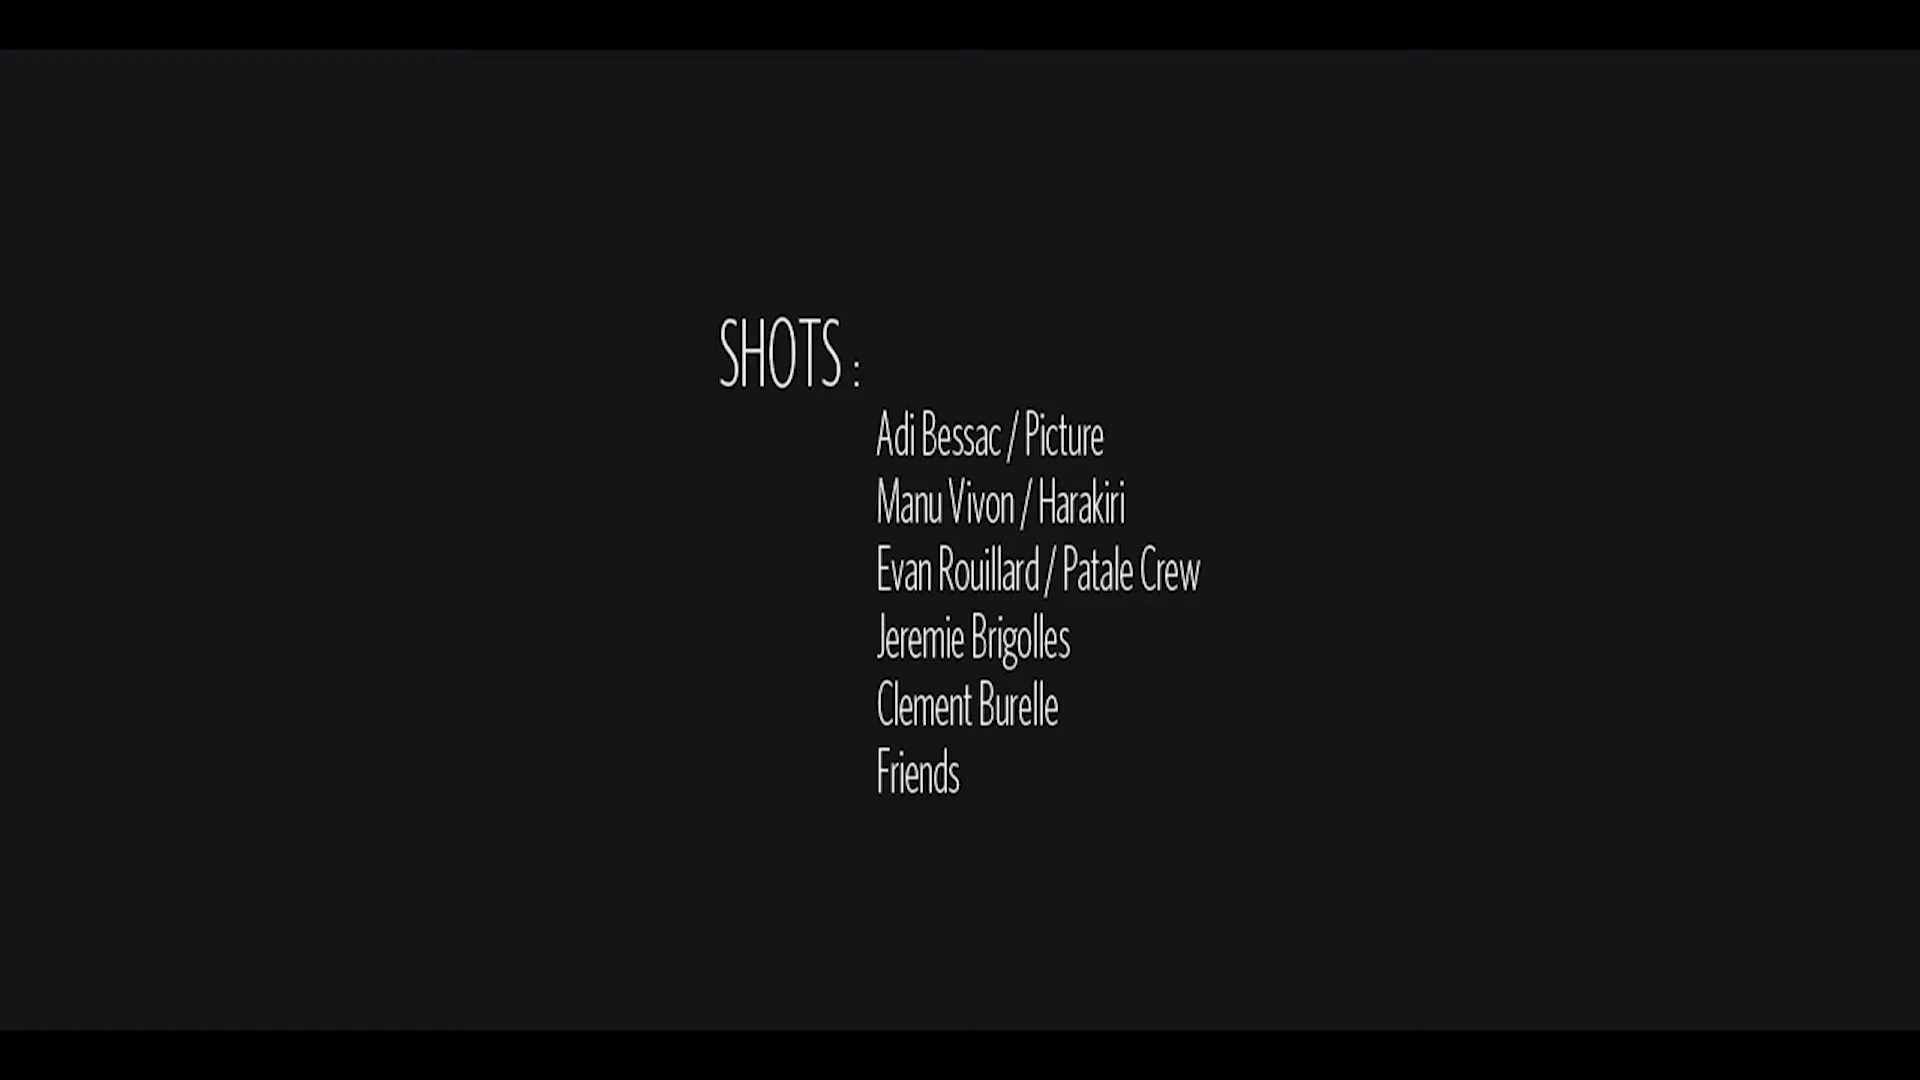 SHOTS :
Adi Bessac / Picture
Manu Vivon / Harakiri
Evan Rouillard / Patale Crew
Jeremie Brigolles
Clement Burelle
Friends